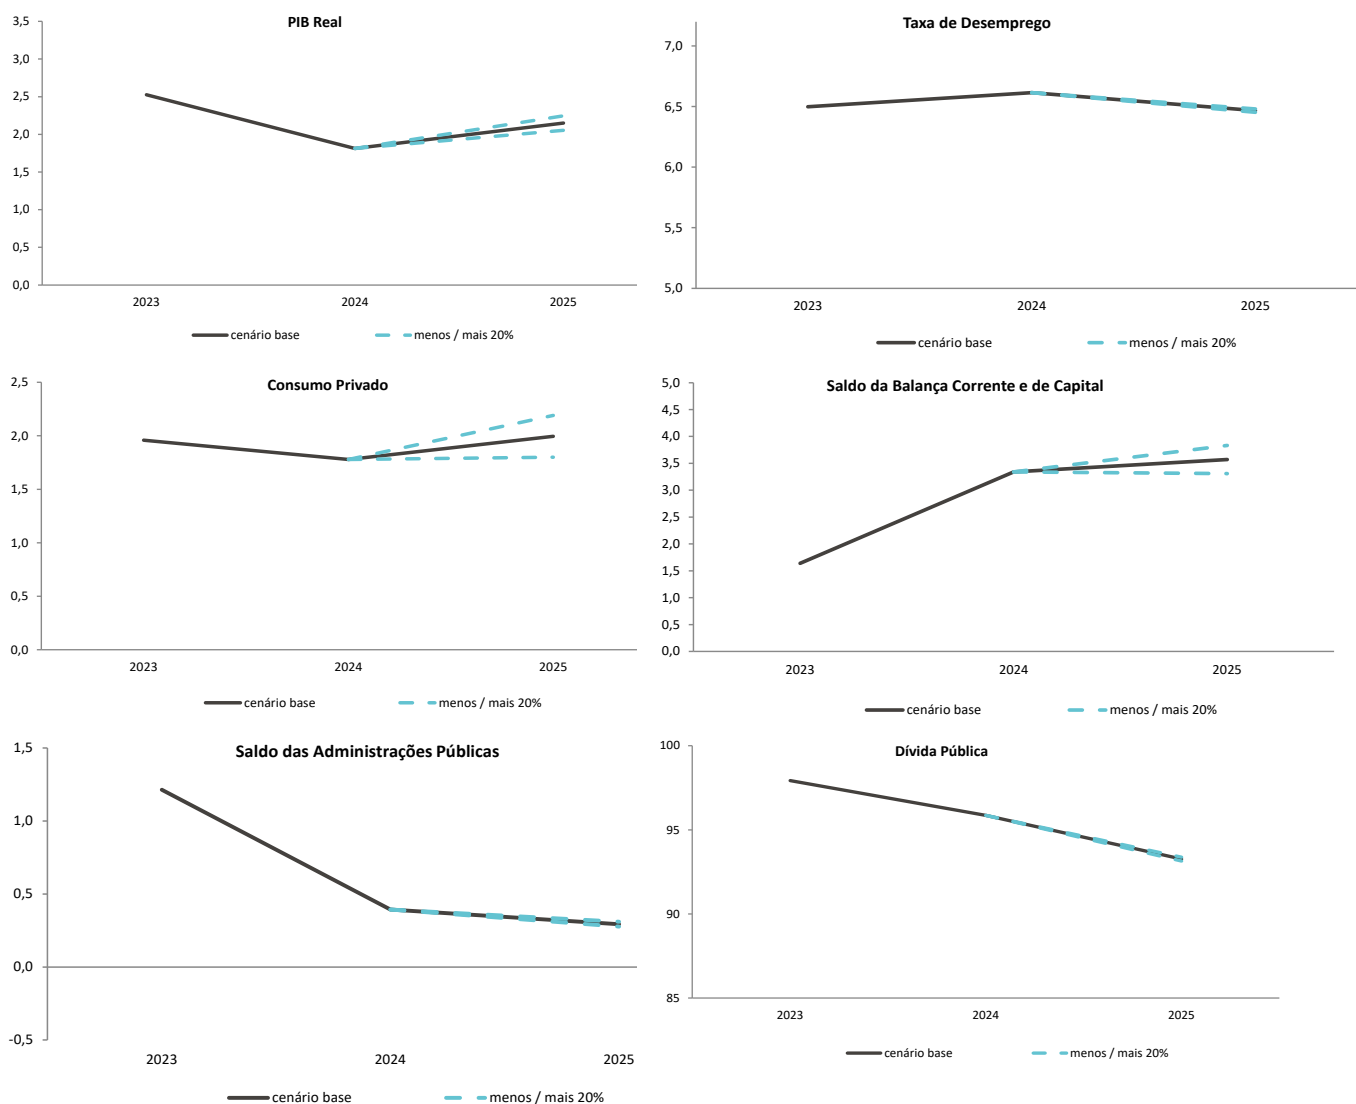 PIB Real
3,5
3,0
2,5
2,0
1,5
1,0
0,5
0,0
2023 2024 2025
cenário base menos / mais 20%
Taxa de Desemprego
7,0
6,5
6,0
5,5
5,0
2023 2024 2025
cenário base menos / mais 20%
Consumo Privado
2,5
2,0
1,5
1,0
0,5
0,0
2023 2024 2025
cenário base menos / mais 20%
Saldo da Balança Corrente e de Capital
5,0
4,5
4,0
3,5
3,0
2,5
2,0
1,5
1,0
0,5
0,0
2023 2024 2025
cenário base menos / mais 20%
Saldo das Administrações Públicas
1,5
1,0
0,5
0,0
-0,5
2023 2024 2025
cenário base menos / mais 20%
Dívida Pública
100
95
90
85
2023 2024 2025
cenário base menos / mais 20%